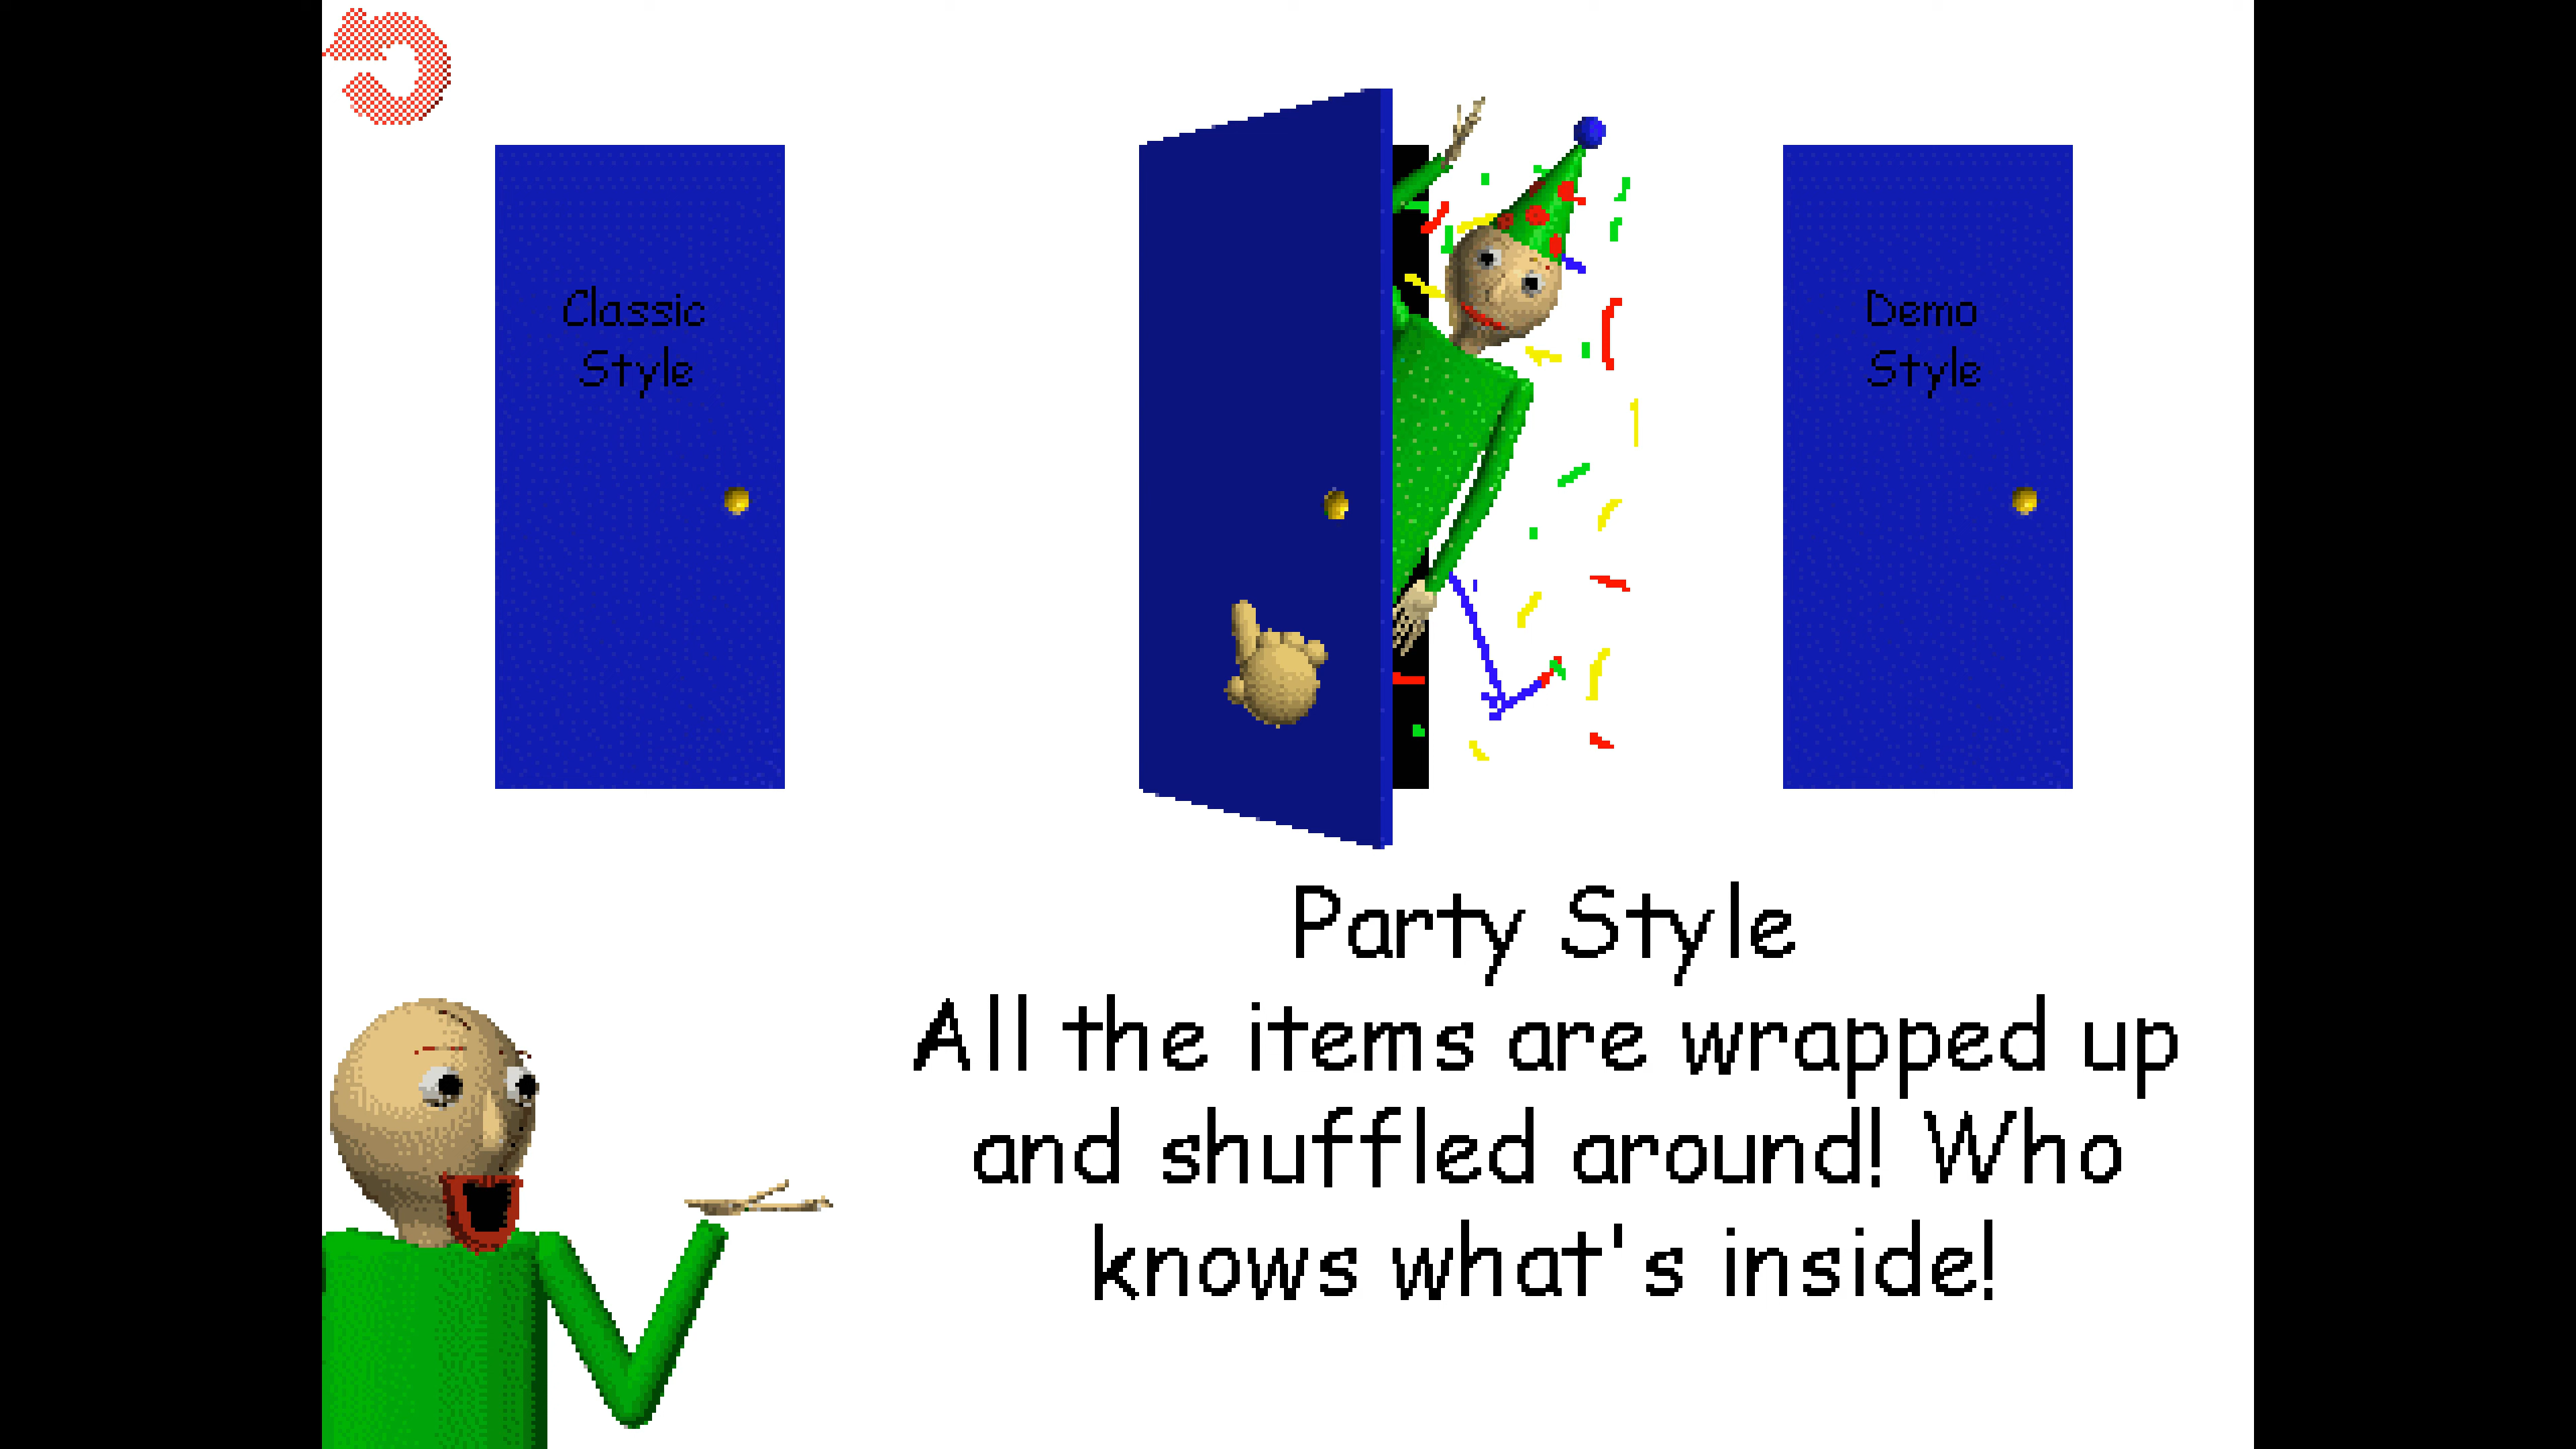 Classic
Style
Demo
Style
Party Style
All the items are wrapped up
and shuffled around! Who
knows what's inside!